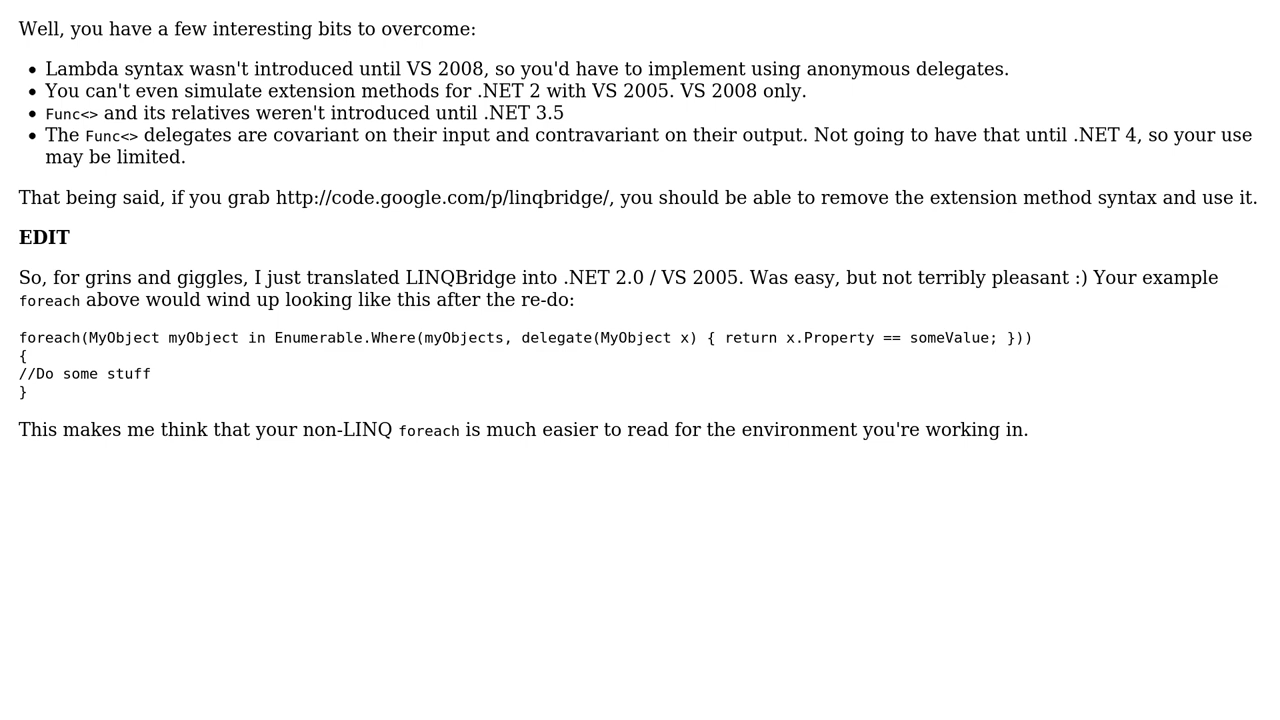 Well, you have a few interesting bits to overcome:
• Lambda syntax wasn't introduced until VS 2008, so you'd have to implement using anonymous delegates.
• You can't even simulate extension methods for .NET 2 with VS 2005. VS 2008 only.
• Func<> and its relatives weren't introduced until .NET 3.5
• The Func<> delegates are covariant on their input and contravariant on their output. Not going to have that until .NET 4, so your use
may be limited.
That being said, if you grab http://code.google.com/p/linqbridge/, you should be able to remove the extension method syntax and use it.
EDIT
So, for grins and giggles, I just translated LINQBridge into .NET 2.0 / VS 2005. Was easy, but not terribly pleasant :) Your example
foreach above would wind up looking like this after the re-do:
foreach(MyObject myObject in Enumerable.Where(myObjects, delegate(MyObject x) { return x.Property == someValue; }))
{
//Do some stuff
}
This makes me think that your non-LINQ foreach is much easier to read for the environment you're working in.